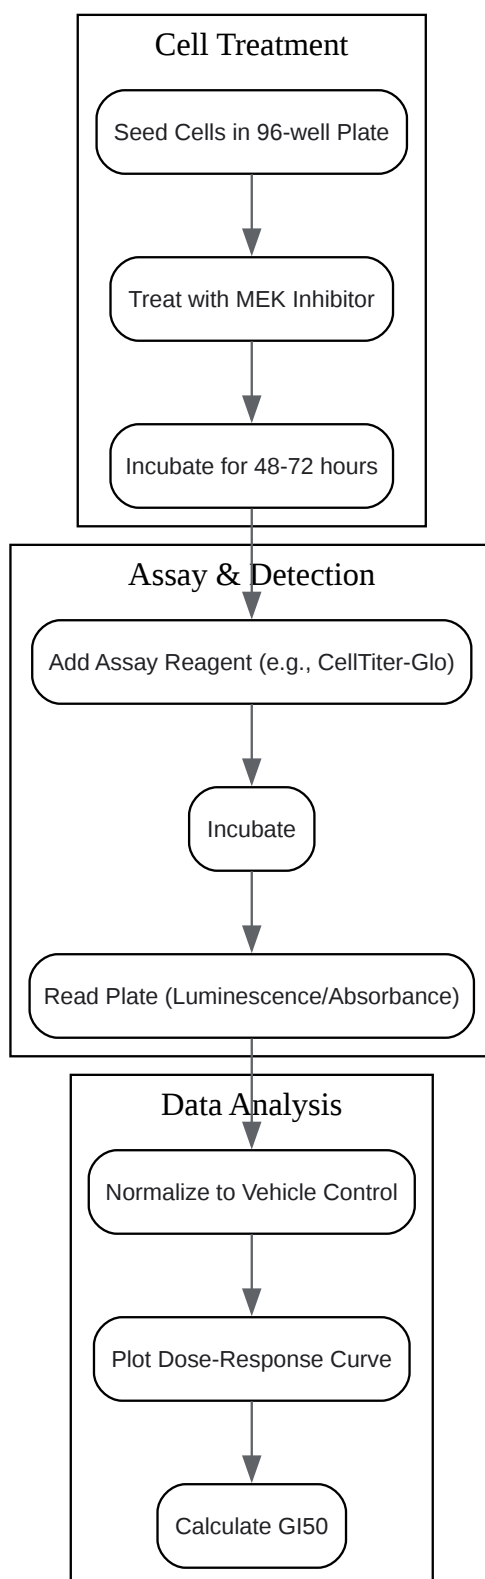 Cell Treatment
Seed Cells in 96-well Plate
Treat with MEK Inhibitor
Incubate for 48-72 hours
Assay & Detection
Add Assay Reagent (e.g., CellTiter-Glo)
Incubate
Read Plate (Luminescence/Absorbance)
Data Analysis
Normalize to Vehicle Control
Plot Dose-Response Curve
Calculate GI50